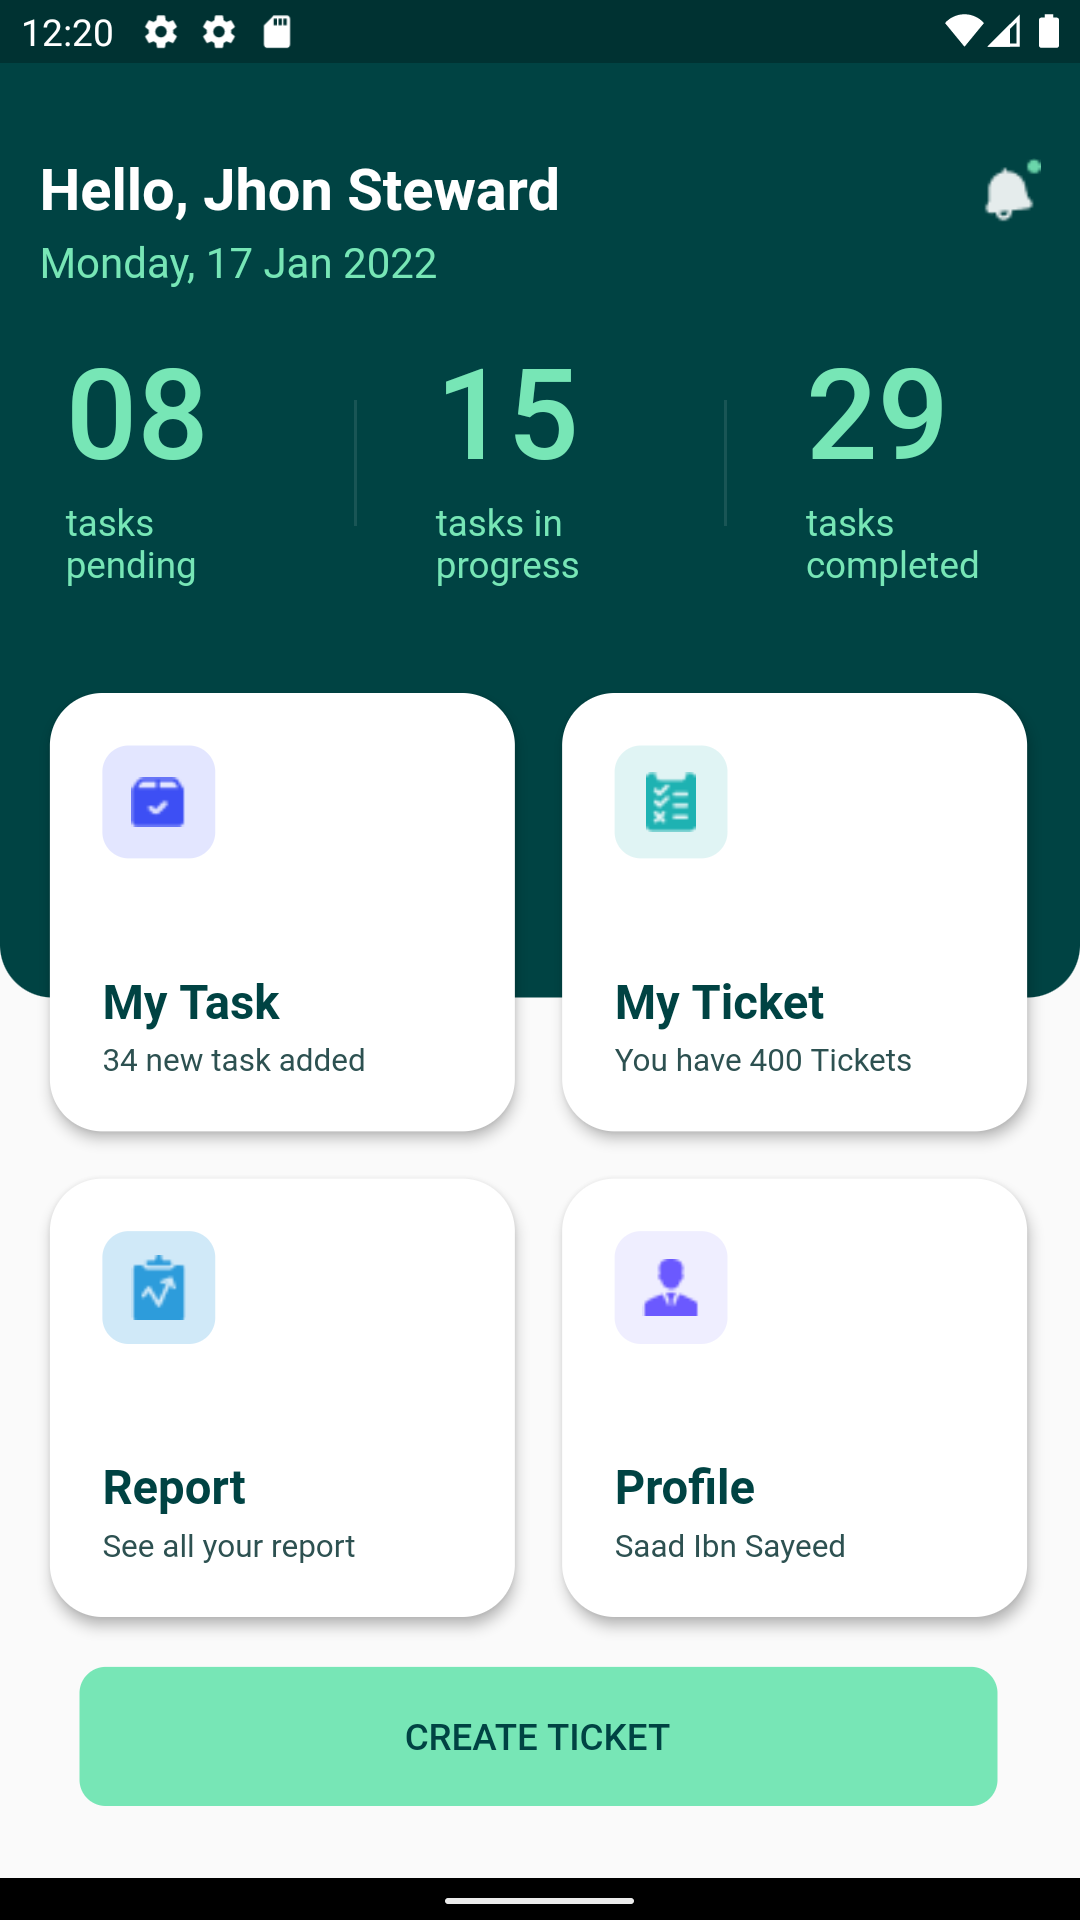 12:20
Hello, Jhon Steward
Monday, 17 Jan 2022
08
tasks
pending
15
tasks in
progress
29
tasks
completed
My Task
34 new task added
My Ticket
You have 400 Tickets
Report
See all your report
Profile
Saad Ibn Sayeed
CREATE TICKET